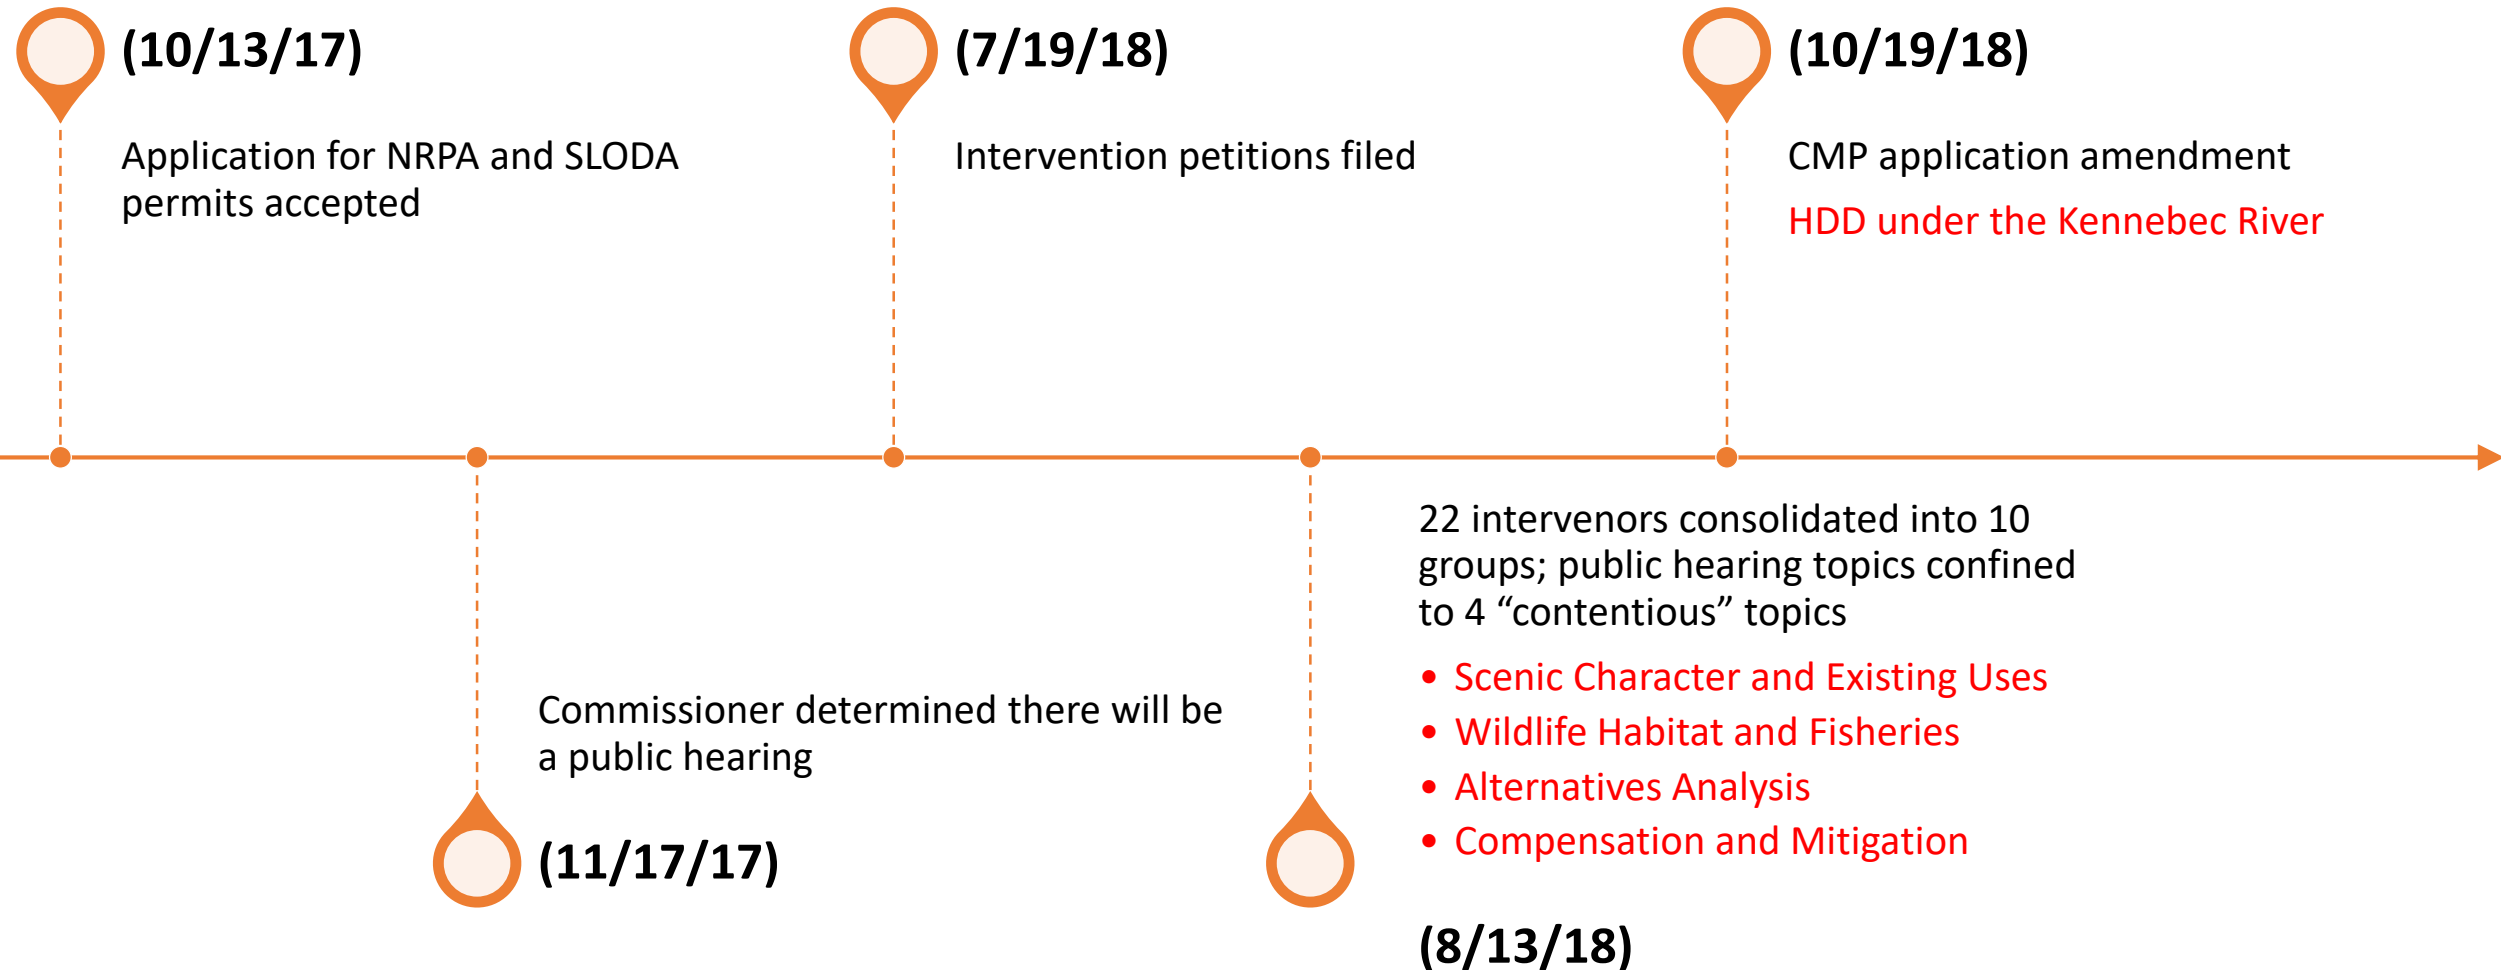 (10/13/17)
Application for NRPA and SLODA
permits accepted
(7/19/18)
Intervention petitions filed
(10/19/18)
CMP application amendment
HDD under the Kennebec River
Commissioner determined there will be
a public hearing
(11/17/17)
22 intervenors consolidated into 10
groups; public hearing topics confined
to 4 “contentious” topics
• Scenic Character and Existing Uses
• Wildlife Habitat and Fisheries
• Alternatives Analysis
• Compensation and Mitigation
(8/13/18)